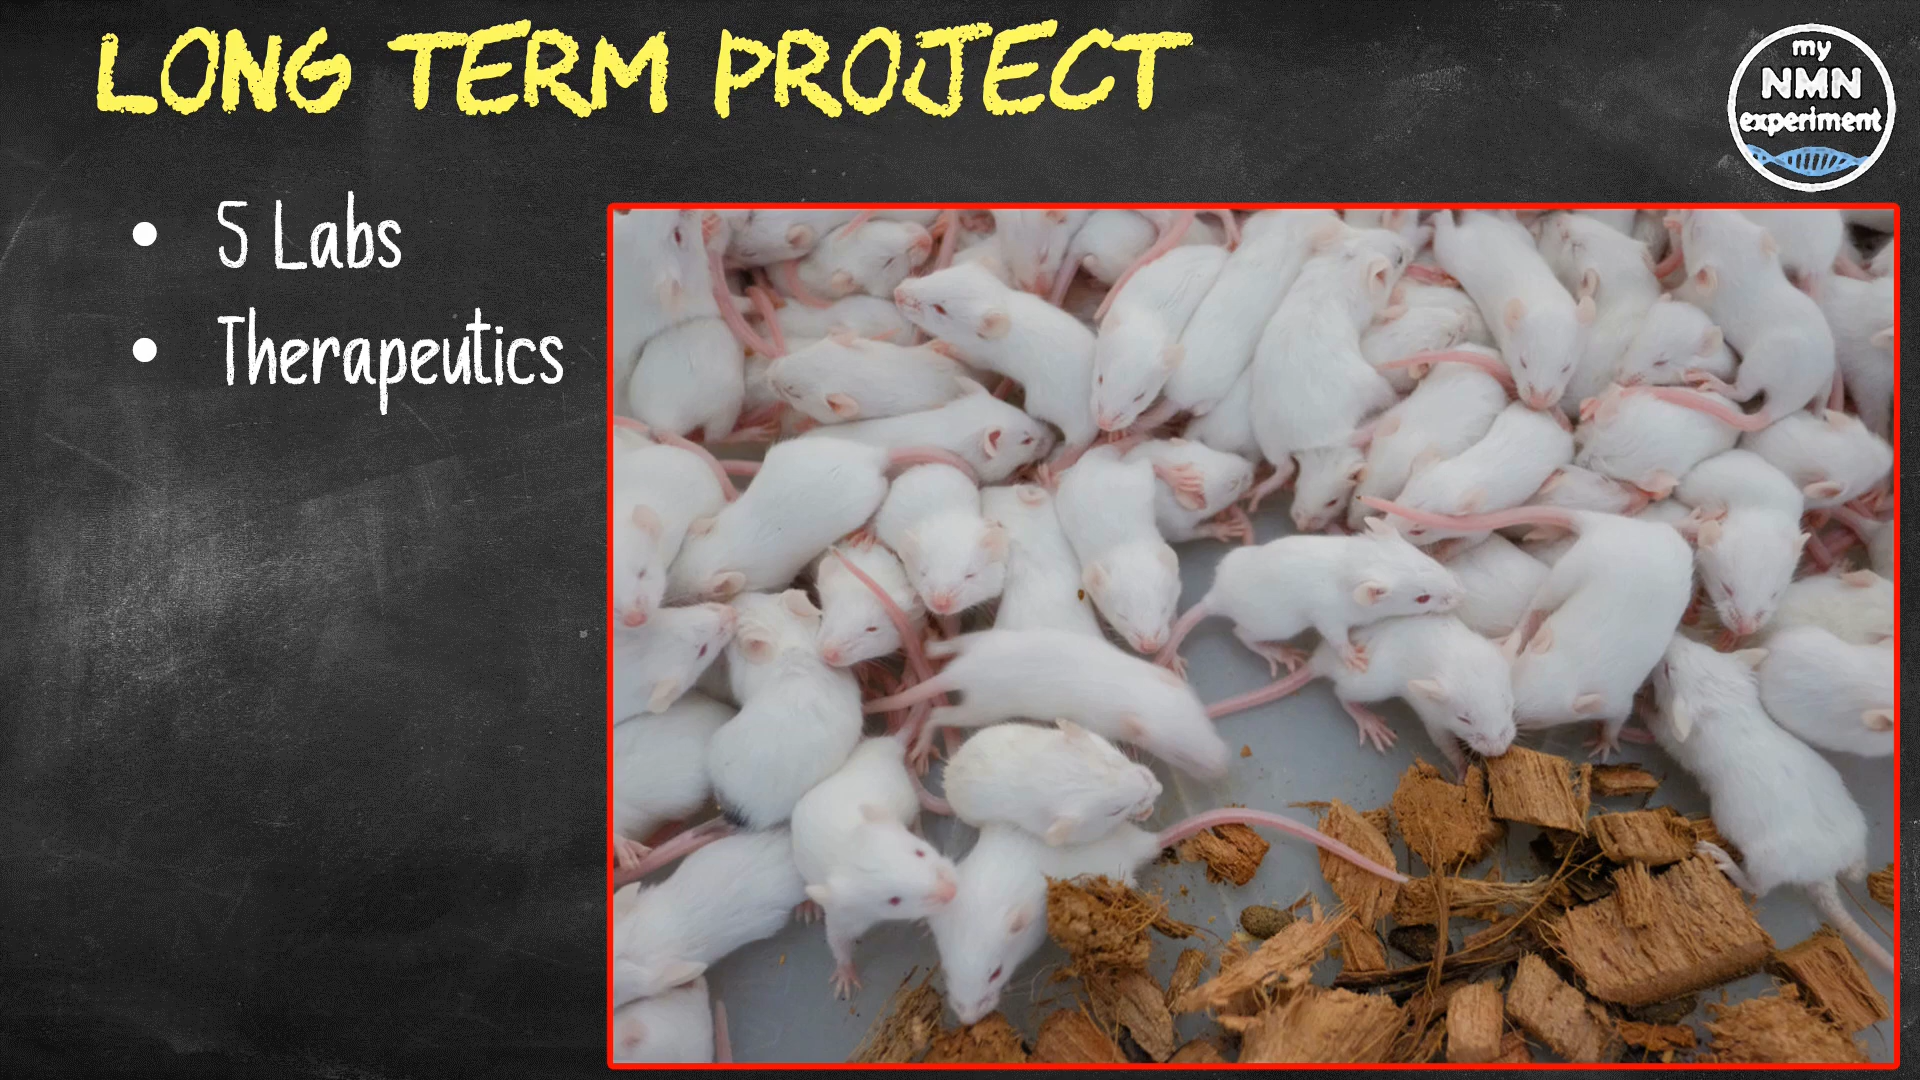 LONG TERM PROJECT
my
NMN
experiment
• 5 Labs
• Therapeutics